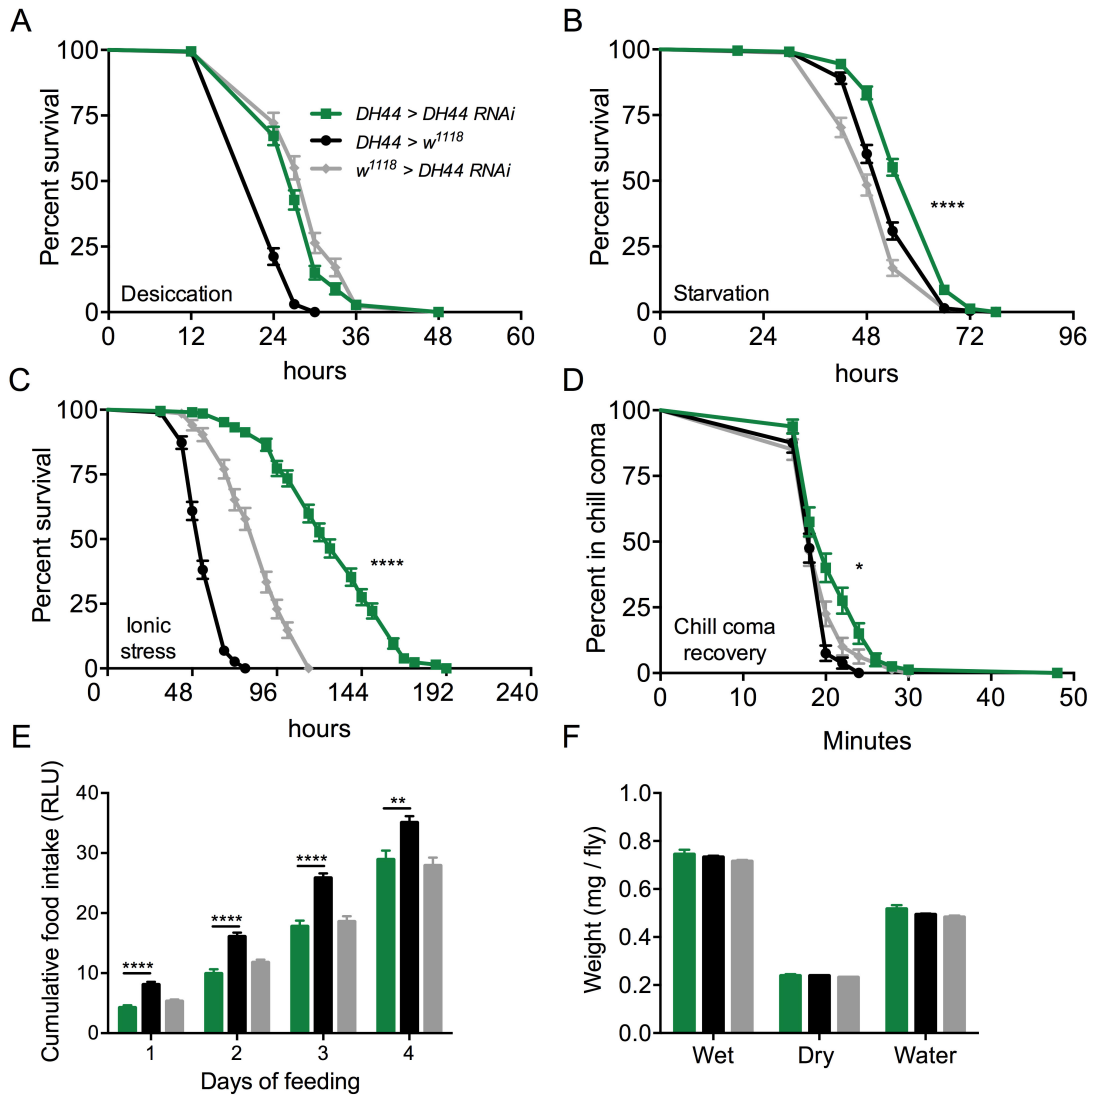 A
Percent survival
100
75
50
25
0
DH44 > DH44 RNAi
DH44 > w1118
w1118 > DH44 RNAi
Desiccation
0 12 24 36 48 60
hours
B
Percent survival
100
75
50
25
0
****
Starvation
0 24 48 72 96
hours
C
Percent survival
100
75
50
25
0
****
Ionic
stress
0 48 96 144 192 240
hours
D
Percent in chill coma
100
75
50
25
0
*
Chill coma
recovery
0 10 20 30 40 50
Minutes
E
Cumulative food intake (RLU)
40
30
20
10
0
****
****
****
**
1 2 3 4
Days of feeding
F
Weight (mg / fly)
1.0
0.8
0.6
0.4
0.2
0.0
Wet Dry Water